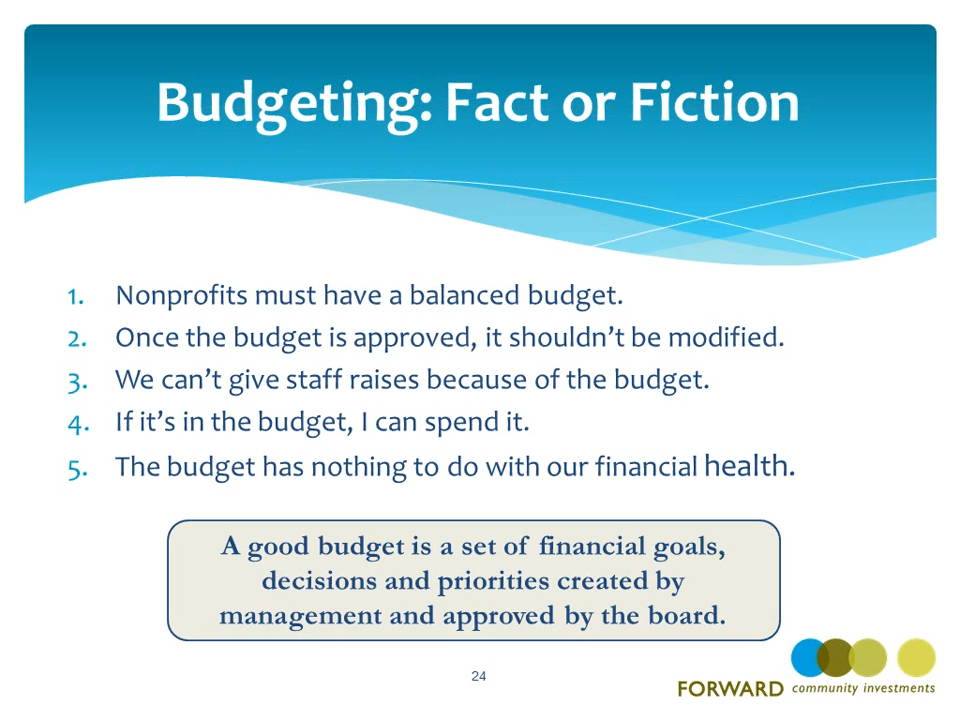 Budgeting: Fact or Fiction
1. Nonprofits must have a balanced budget.
2. Once the budget is approved, it shouldn’t be modified.
3. We can’t give staff raises because of the budget.
4. If it’s in the budget, I can spend it.
5. The budget has nothing to do with our financial health.
A good budget is a set of financial goals,
decisions and priorities created by
management and approved by the board.
24
FORWARD community investments